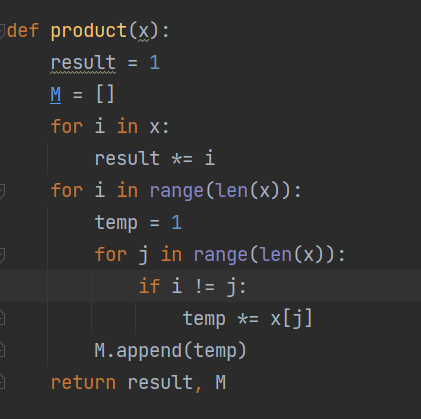 def product(x):
    result = 1
    M = []
    for i in x:
        result *= i
    for i in range(len(x)):
        temp = 1
        for j in range(len(x)):
            if i != j:
                temp *= x[j]
        M.append(temp)
    return result, M